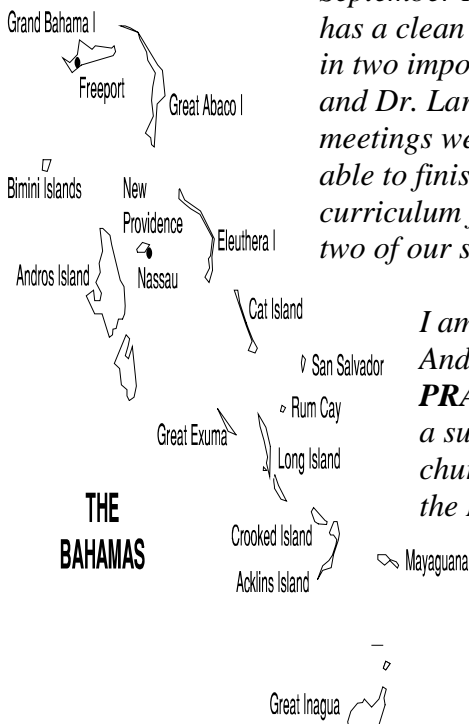 September
has a clean
in two impo
and Dr. Lar
meetings we
able to finis
curriculum
two of our s
I am
And
PRA
a su
chur
the
Grand Bahama I
Freeport
Great Abaco I
Bimini Islands
New
Providence
Nassau
Eleuthera I
Andros Island
Cat Island
San Salvador
Rum Cay
Great Exuma
Long Island
THE
BAHAMAS
Crooked Island
Acklins Island
Mayaguana
Great Inagua